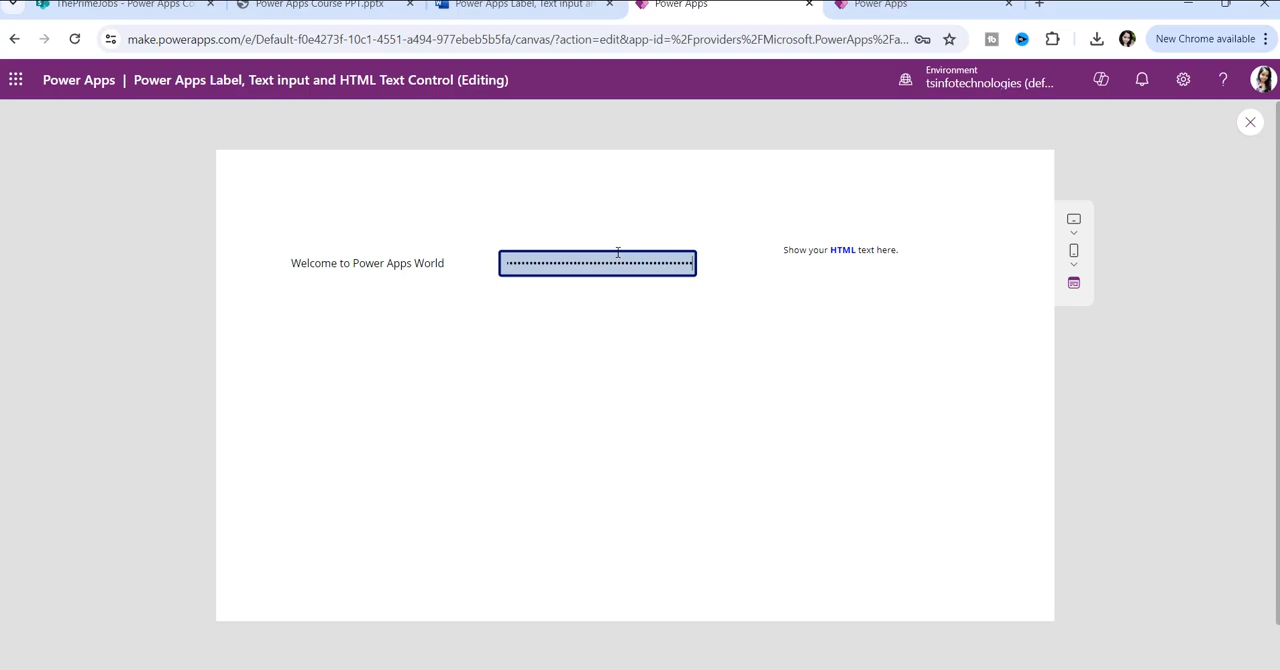 ThePrimeJobs - Power Apps Co
Power Apps Course PPT.pptx
Power Apps Label, Text input an
Power Apps
Power Apps
make.powerapps.com/e/Default-f0e4273f-10c1-4551-a494-977ebeb5b5fa/canvas/?action=edit&app-id=%2Fproviders%2FMicrosoft.PowerApps%2Fa...
New Chrome available
Power Apps | Power Apps Label, Text input and HTML Text Control (Editing)
Environment
tsinfotechnologies (def...
Welcome to Power Apps World
Show your HTML text here.